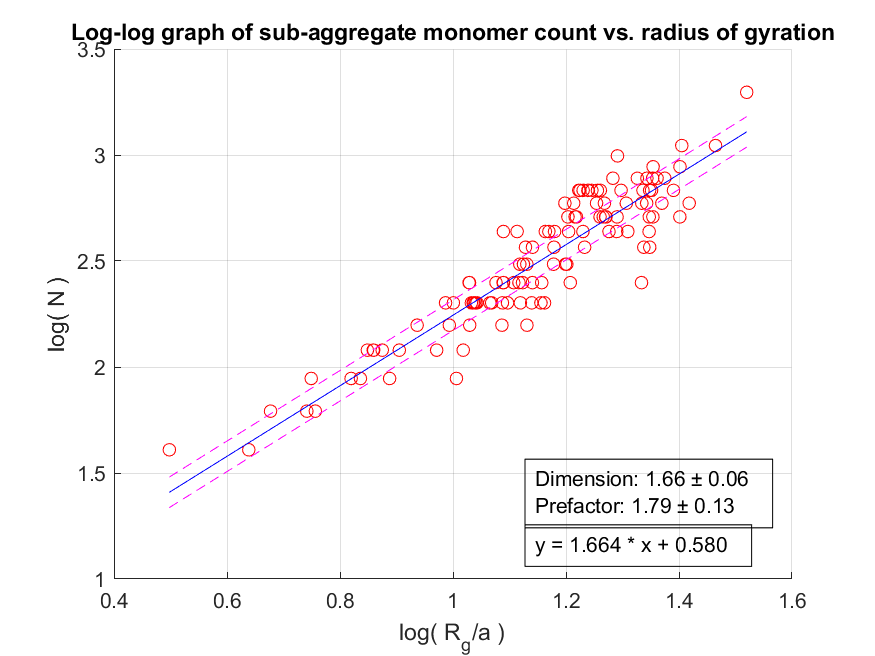 Log-log graph of sub-aggregate monomer count vs. radius of gyration
3.5
3
2.5
2
1.5
1
log( N )
Dimension: 1.66 ± 0.06
Prefactor: 1.79 ± 0.13
y = 1.664 * x + 0.580
0.4 0.6 0.8 1 1.2 1.4 1.6
log( R_g/a )